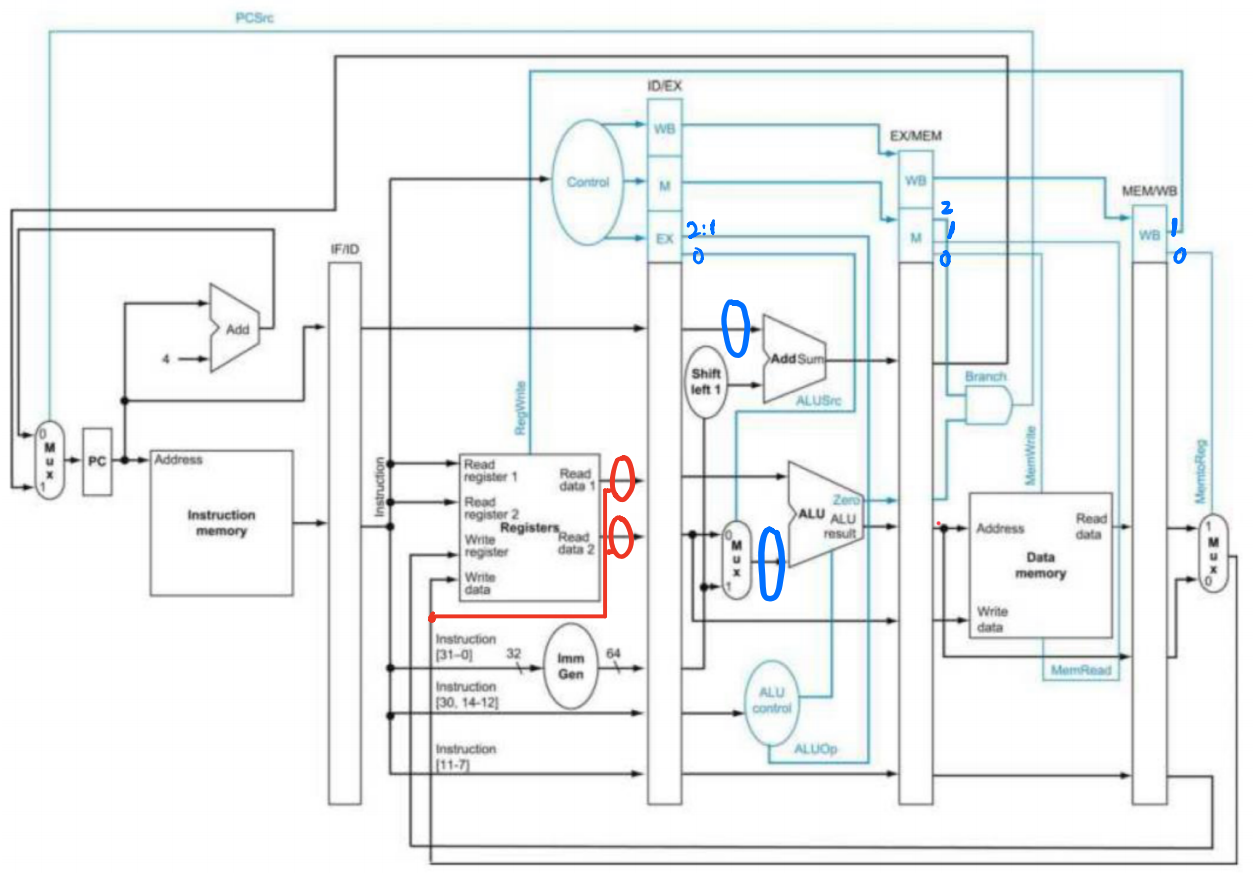 PCSrc
ID/EX
WB
EX/MEM
Control
M
WB
MEM/WB
2
2:1
1
EX
M
WB
1
0
0
0
IF/ID
Add
4
Add Sum
Shift
left 1
Branch
ALUSrc
RegWrite
MemWrite
MemtoReg
0
M
u
x
1
PC
Address
Instruction
memory
Instruction
Read
register 1
Read
data 1
Read
register 2
Registers
Read
data 2
Write
register
Write
data
0
M
u
x
1
Zero
ALU
ALU
result
Address
Read
data
Data
memory
Write
data
1
M
u
x
0
Instruction
[31–0]
32
Imm
Gen
64
MemRead
Instruction
[30, 14-12]
ALU
control
ALUOp
Instruction
[11-7]